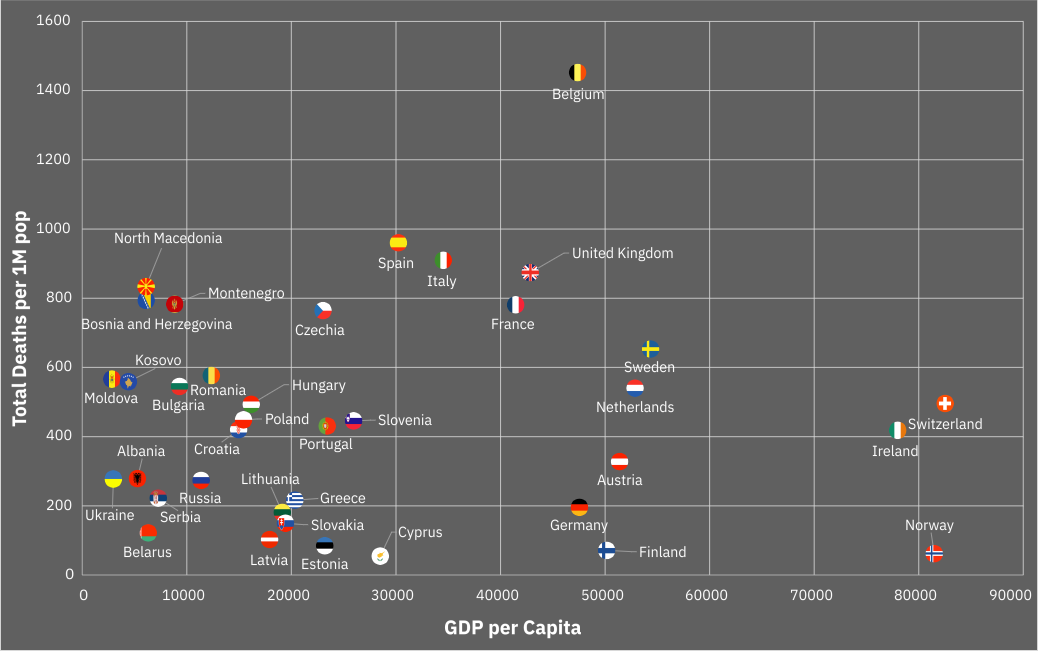 1600
Belgium
1400
1200
1000
North Macedonia
United Kingdom
Spain
Italy
Montenegro
800
Bosnia and Herzegovina
Czechia
France
Kosovo
600
Sweden
Moldova
Romania
Hungary
Bulgaria
Netherlands
Poland
Slovenia
Switzerland
400
Croatia
Portugal
Albania
Ireland
Lithuania
Austria
Russia
Greece
200
Ukraine
Serbia
Slovakia
Germany
Norway
Cyprus
Belarus
Latvia
Estonia
Finland
0
0 10000 20000 30000 40000 50000 60000 70000 80000 90000
GDP per Capita
Total Deaths per 1M pop